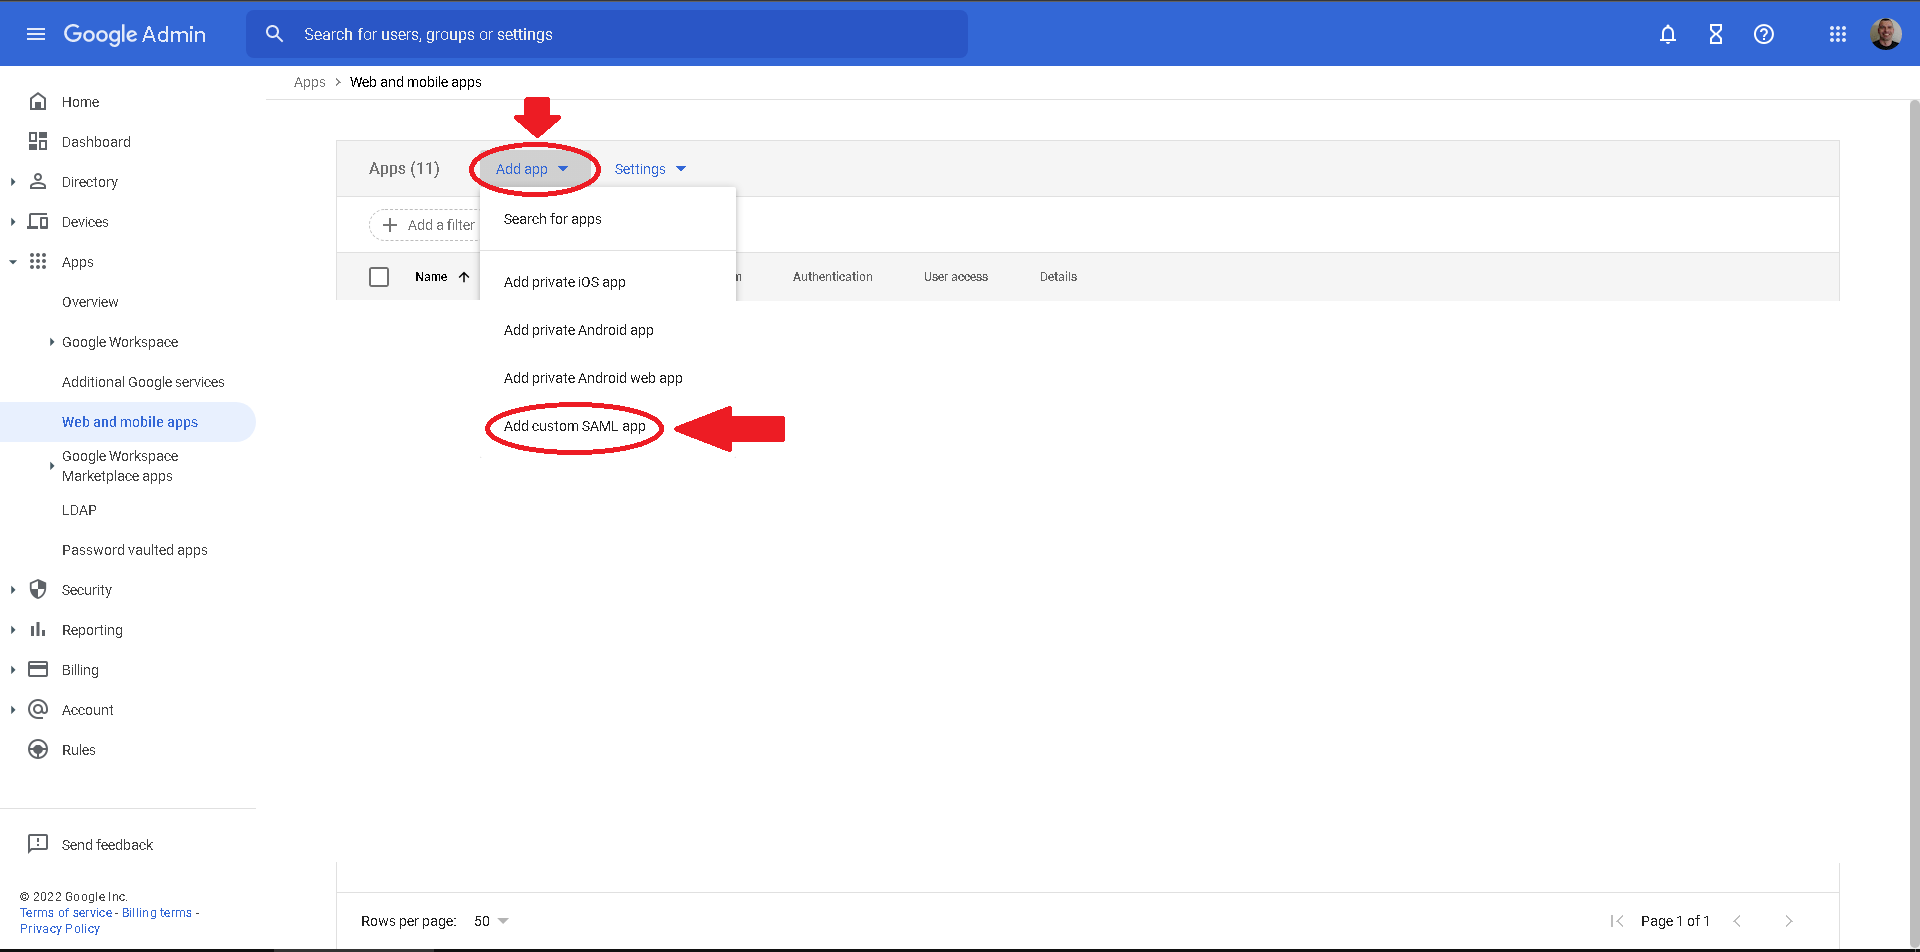 Google Admin
Search for users, groups or settings
Apps > Web and mobile apps
Home
Dashboard
Directory
Devices
Apps
Overview
Google Workspace
Additional Google services
Web and mobile apps
Google Workspace
Marketplace apps
LDAP
Password vaulted apps
Security
Reporting
Billing
Account
Rules
Send feedback
© 2022 Google Inc.
Terms of service - Billing terms -
Privacy Policy
Apps (11)
Add app
Settings
Add a filter
Search for apps
Name
Authentication
User access
Details
Add private iOS app
Add private Android app
Add private Android web app
Add custom SAML app
Rows per page: 50
Page 1 of 1